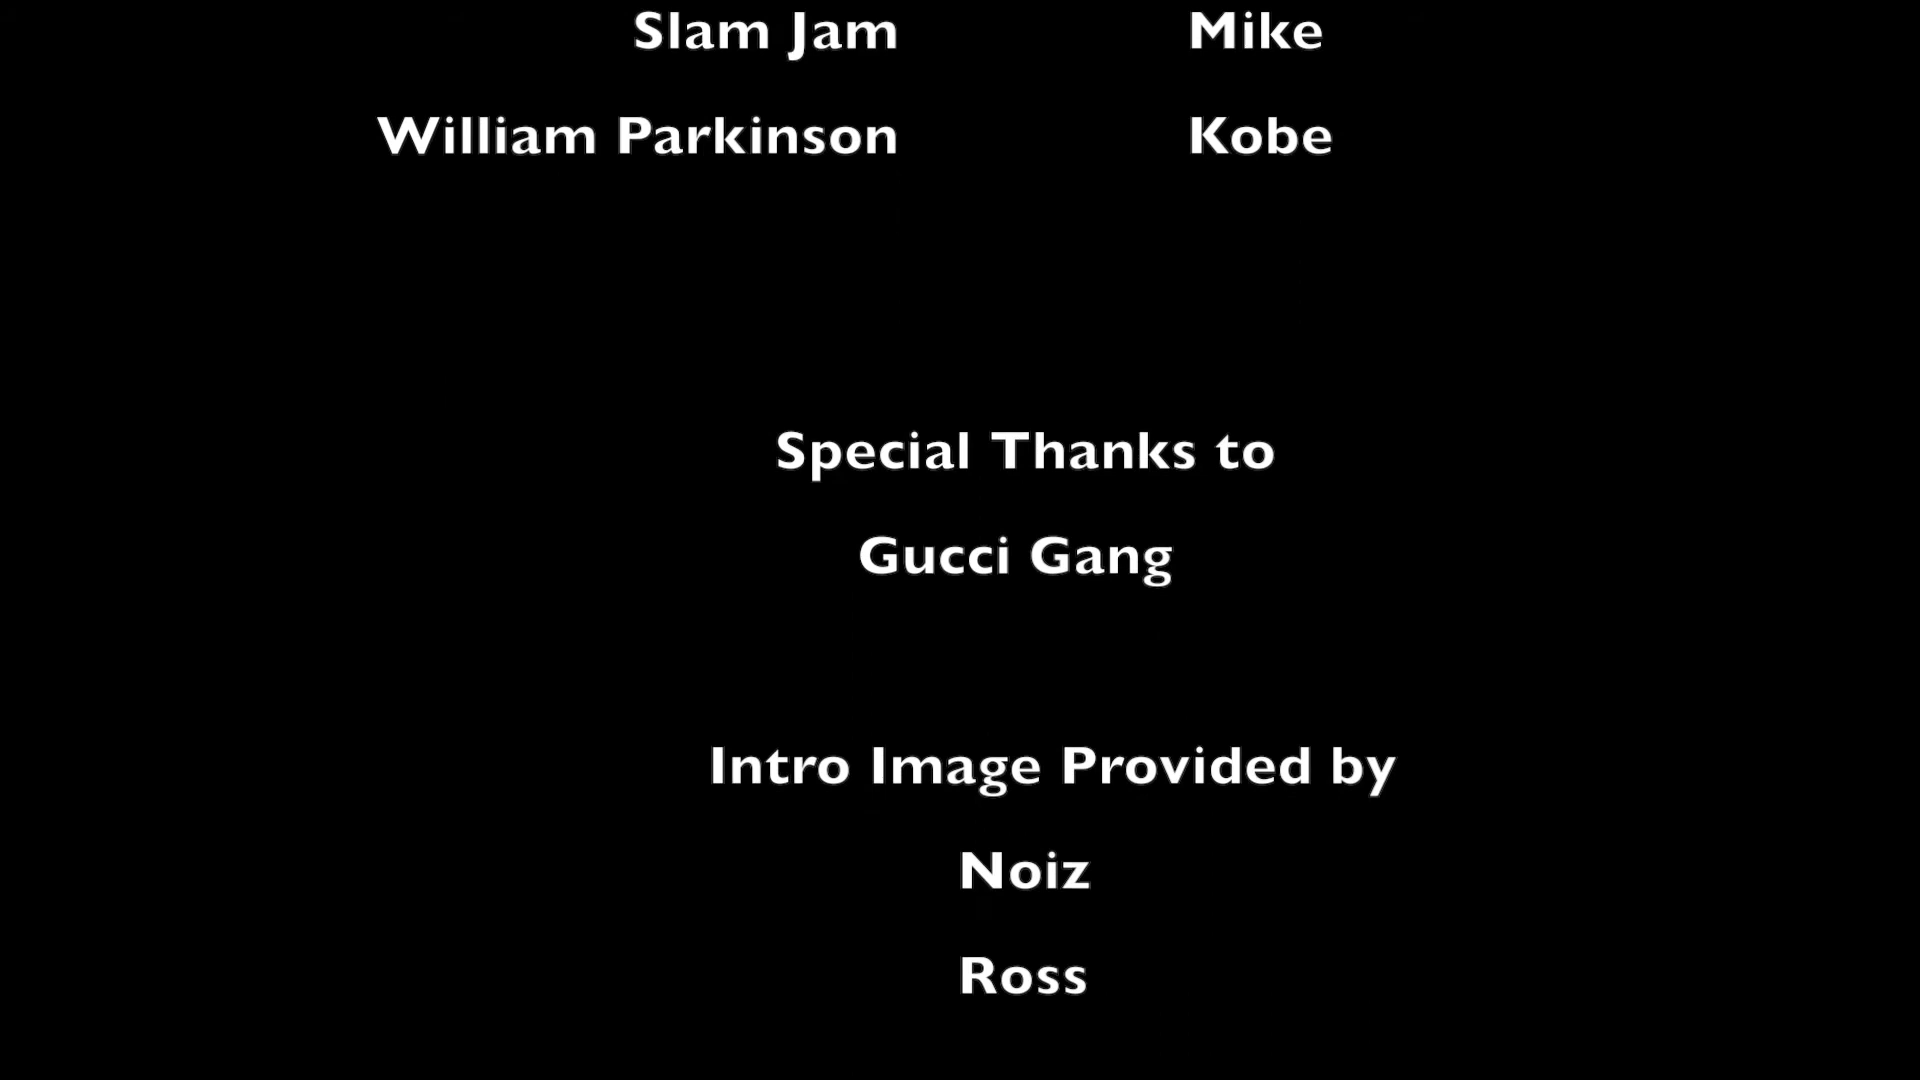 Slam Jam Mike
William Parkinson Kobe
Special Thanks to
Gucci Gang
Intro Image Provided by
Noiz
Ross